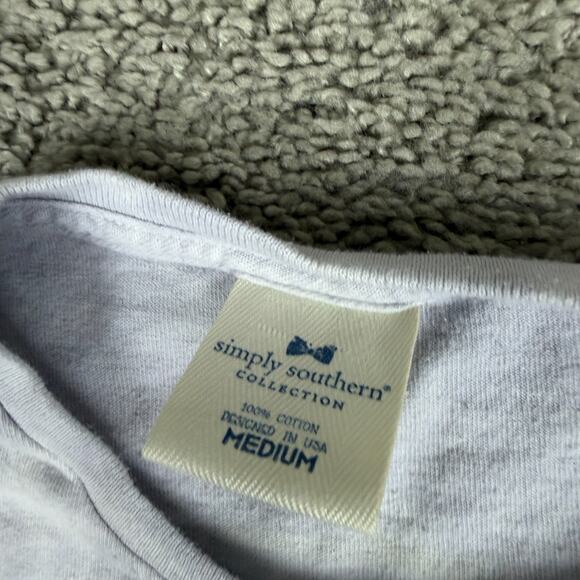 simply southern®
COLLECTION
100% COTTON
DESIGNED IN USA
MEDIUM